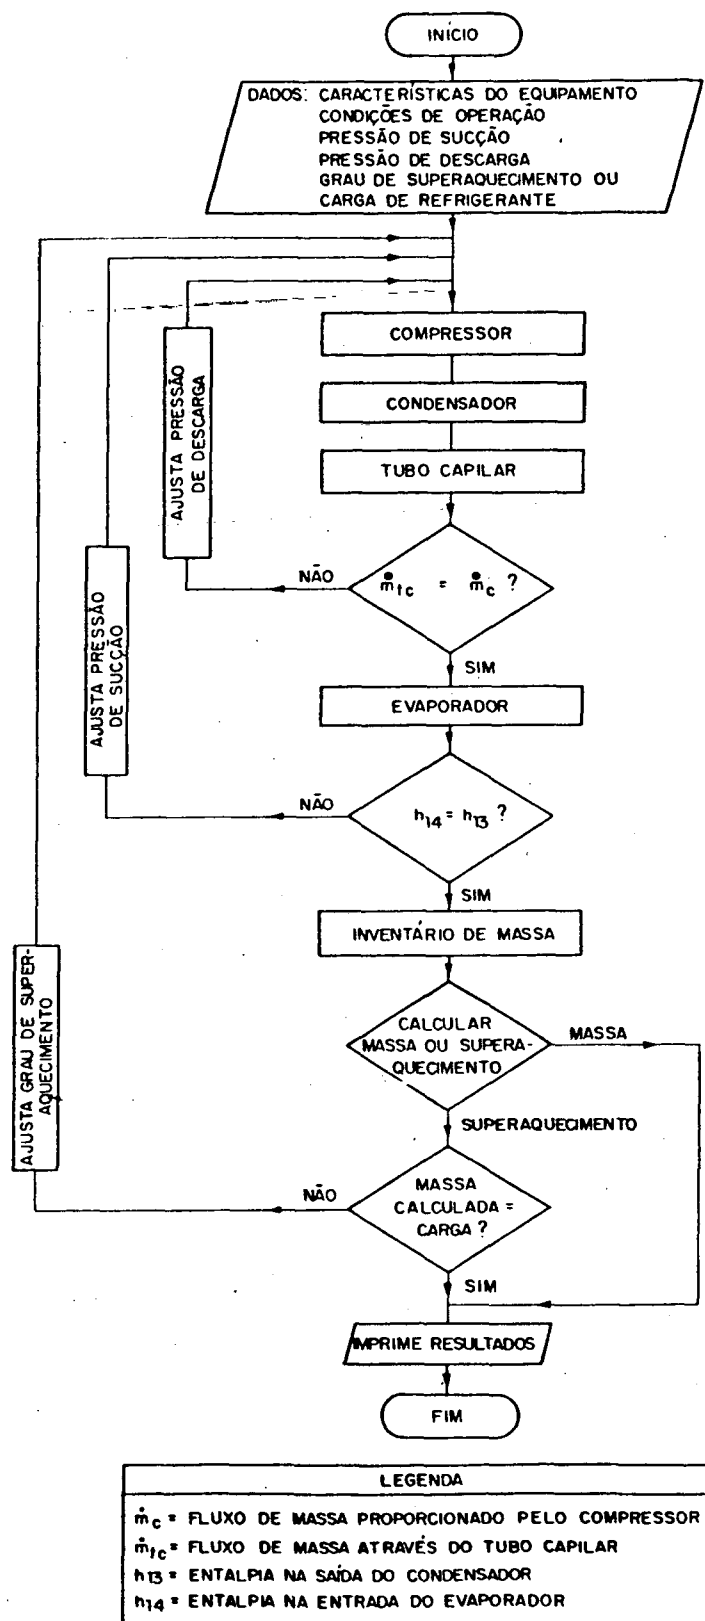 INÍCIO
DADOS: CARACTERÍSTICAS DO EQUIPAMENTO
CONDIÇÕES DE OPERAÇÃO
PRESSÃO DE SUCÇÃO
PRESSÃO DE DESCARGA
GRAU DE SUPERAQUECIMENTO OU
CARGA DE REFRIGERANTE
COMPRESSOR
CONDENSADOR
TUBO CAPILAR
AJUSTA PRESSÃO
DE DESCARGA
NÃO
ṁtc = ṁc ?
SIM
EVAPORADOR
AJUSTA PRESSÃO
DE SUCÇÃO
NÃO
h14 = h13 ?
SIM
INVENTÁRIO DE MASSA
AJUSTA GRAU DE SUPER-
AQUECIMENTO
CALCULAR
MASSA OU SUPERA-
QUECIMENTO
MASSA
SUPERAQUECIMENTO
NÃO
MASSA
CALCULADA =
CARGA ?
SIM
IMPRIME RESULTADOS
FIM
LEGENDA
ṁc = FLUXO DE MASSA PROPORCIONADO PELO COMPRESSOR
ṁtc = FLUXO DE MASSA ATRAVÉS DO TUBO CAPILAR
h13 = ENTALPIA NA SAÍDA DO CONDENSADOR
h14 = ENTALPIA NA ENTRADA DO EVAPORADOR